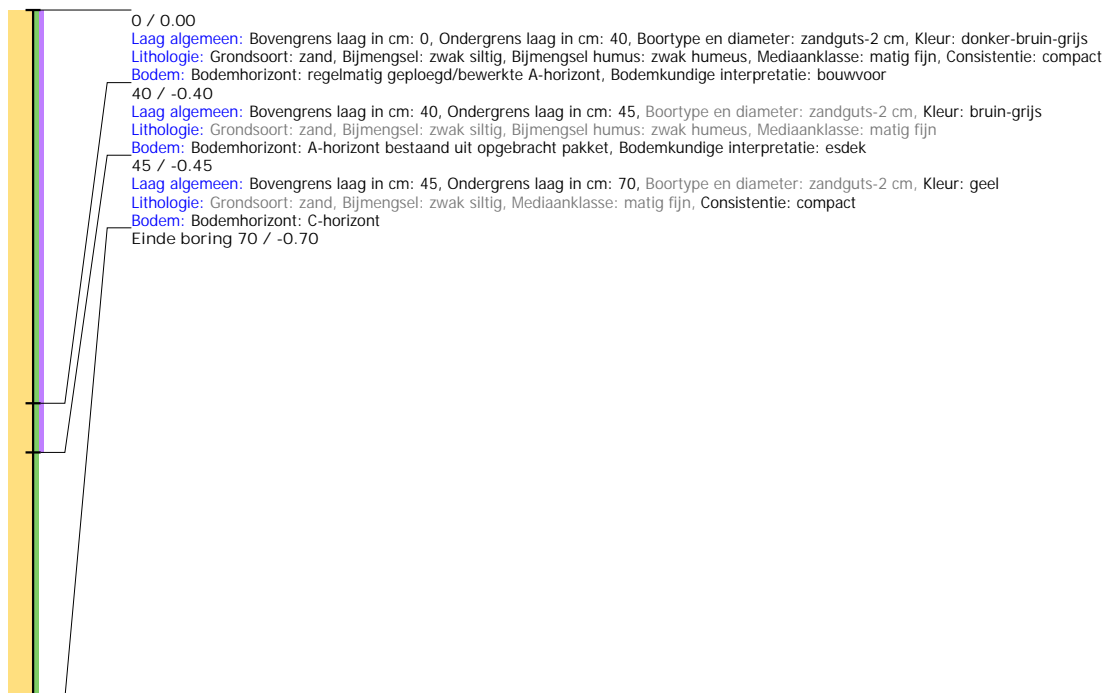 0 / 0.00
Laag algemeen: Bovengrens laag in cm: 0, Ondergrens laag in cm: 40, Boortype en diameter: zandguts-2 cm, Kleur: donker-bruin-grijs
Lithologie: Grondsoort: zand, Bijmengsel: zwak siltig, Bijmengsel humus: zwak humeus, Mediaanklasse: matig fijn, Consistentie: compact
Bodem: Bodemhorizont: regelmatig geploegd/bewerkte A-horizont, Bodemkundige interpretatie: bouwvoor
40 / -0.40
Laag algemeen: Bovengrens laag in cm: 40, Ondergrens laag in cm: 45, Boortype en diameter: zandguts-2 cm, Kleur: bruin-grijs
Lithologie: Grondsoort: zand, Bijmengsel: zwak siltig, Bijmengsel humus: zwak humeus, Mediaanklasse: matig fijn
Bodem: Bodemhorizont: A-horizont bestaand uit opgebracht pakket, Bodemkundige interpretatie: esdek
45 / -0.45
Laag algemeen: Bovengrens laag in cm: 45, Ondergrens laag in cm: 70, Boortype en diameter: zandguts-2 cm, Kleur: geel
Lithologie: Grondsoort: zand, Bijmengsel: zwak siltig, Mediaanklasse: matig fijn, Consistentie: compact
Bodem: Bodemhorizont: C-horizont
Einde boring 70 / -0.70